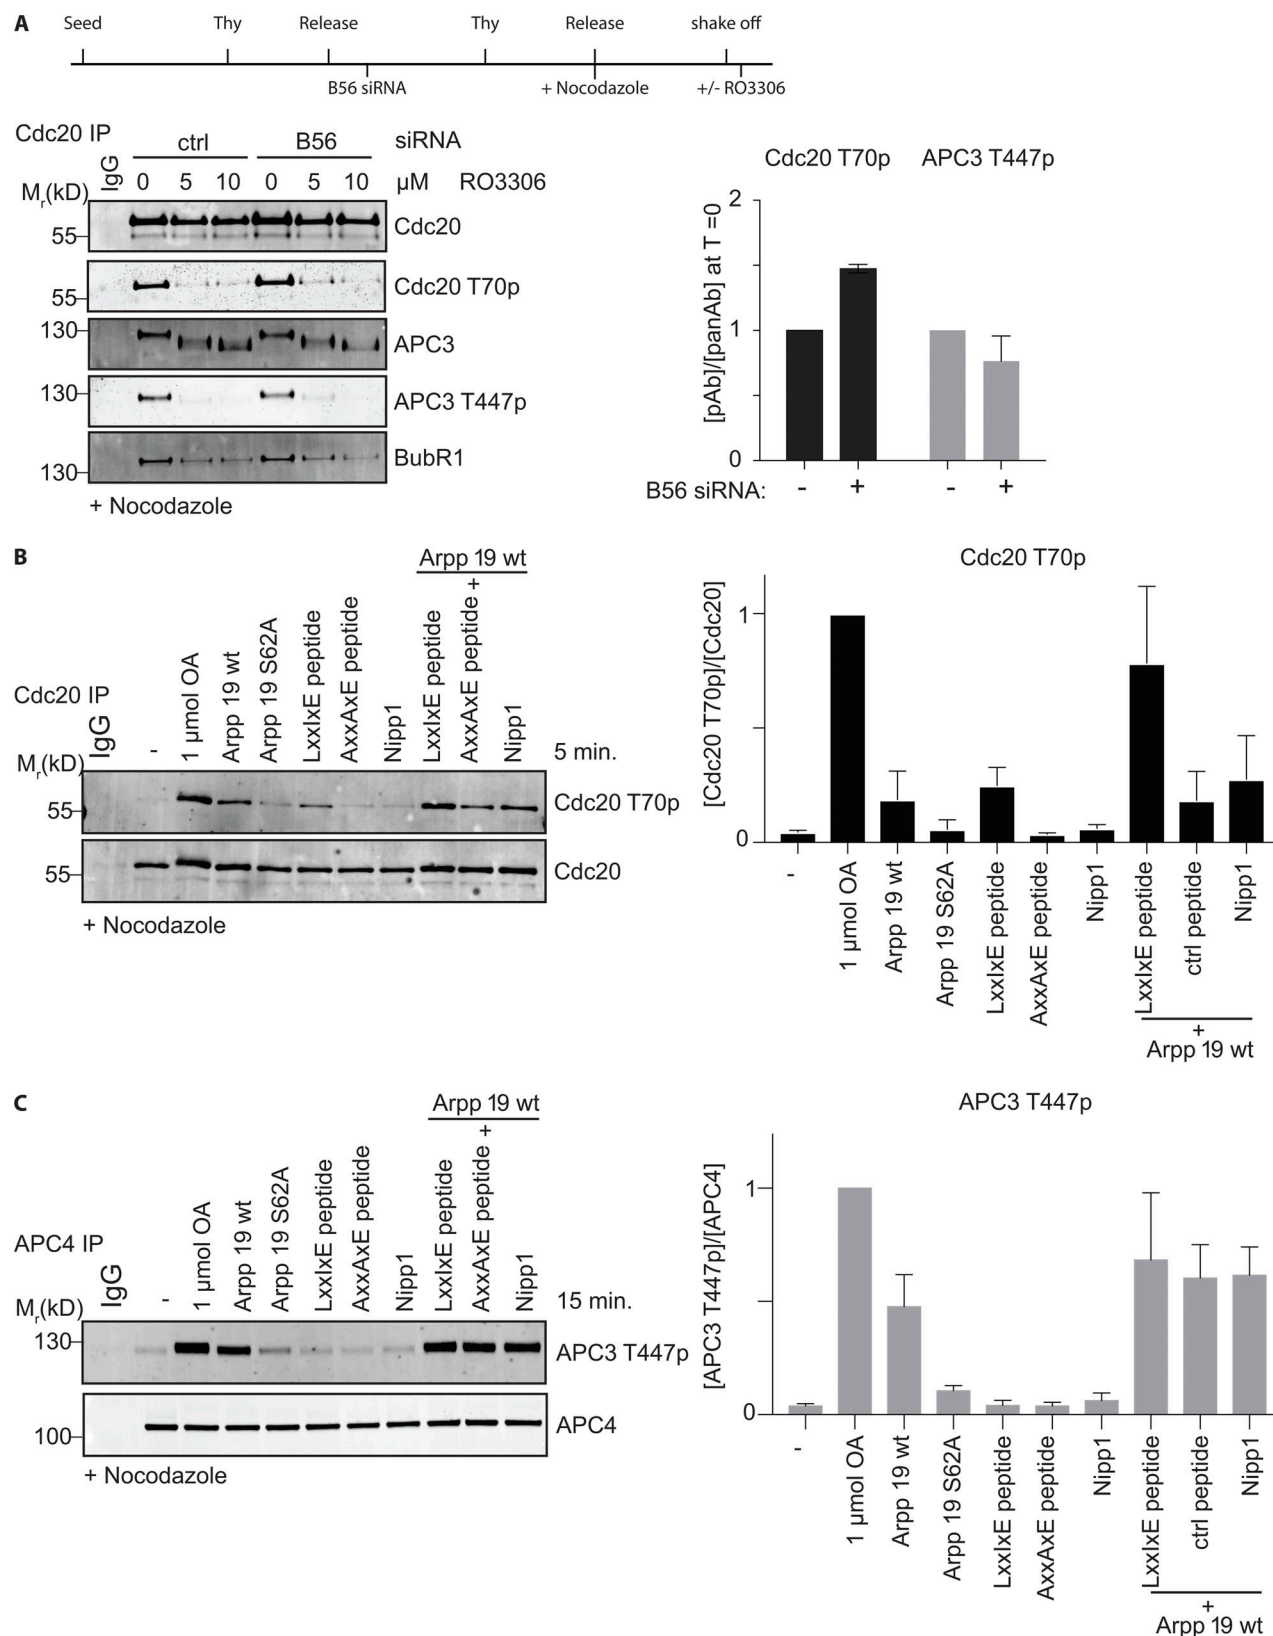 A
Seed Thy Release Thy Release shake off
B56 siRNA + Nocodazole +/- RO3306
Cdc20 IP
IgG
ctrl B56 siRNA
Mr(kD) 0 5 10 0 5 10 µM RO3306
55 Cdc20
55 Cdc20 T70p
130 APC3
130 APC3 T447p
130 BubR1
+ Nocodazole
Cdc20 T70p APC3 T447p
[pAb]/[panAb] at T =0
2
1
0
B56 siRNA: - + - +
B
Arpp 19 wt
+
Cdc20 IP
IgG
-
1 µmol OA
Arpp 19 wt
Arpp 19 S62A
LxxIxE peptide
AxxAxE peptide
Nipp1
LxxIxE peptide
AxxAxE peptide
Nipp1
5 min.
Mr(kD)
55 Cdc20 T70p
55 Cdc20
+ Nocodazole
Cdc20 T70p
[Cdc20 T70p]/[Cdc20]
1
0
-
1 µmol OA
Arpp 19 wt
Arpp 19 S62A
LxxIxE peptide
AxxAxE peptide
Nipp1
LxxIxE peptide
ctrl peptide
Nipp1
+
Arpp 19 wt
C
Arpp 19 wt
+
APC4 IP
IgG
-
1 µmol OA
Arpp 19 wt
Arpp 19 S62A
LxxIxE peptide
AxxAxE peptide
Nipp1
LxxIxE peptide
AxxAxE peptide
Nipp1
15 min.
Mr(kD)
130 APC3 T447p
100 APC4
+ Nocodazole
APC3 T447p
[APC3 T447p]/[APC4]
1
0
-
1 µmol OA
Arpp 19 wt
Arpp 19 S62A
LxxIxE peptide
AxxAxE peptide
Nipp1
LxxIxE peptide
ctrl peptide
Nipp1
+
Arpp 19 wt